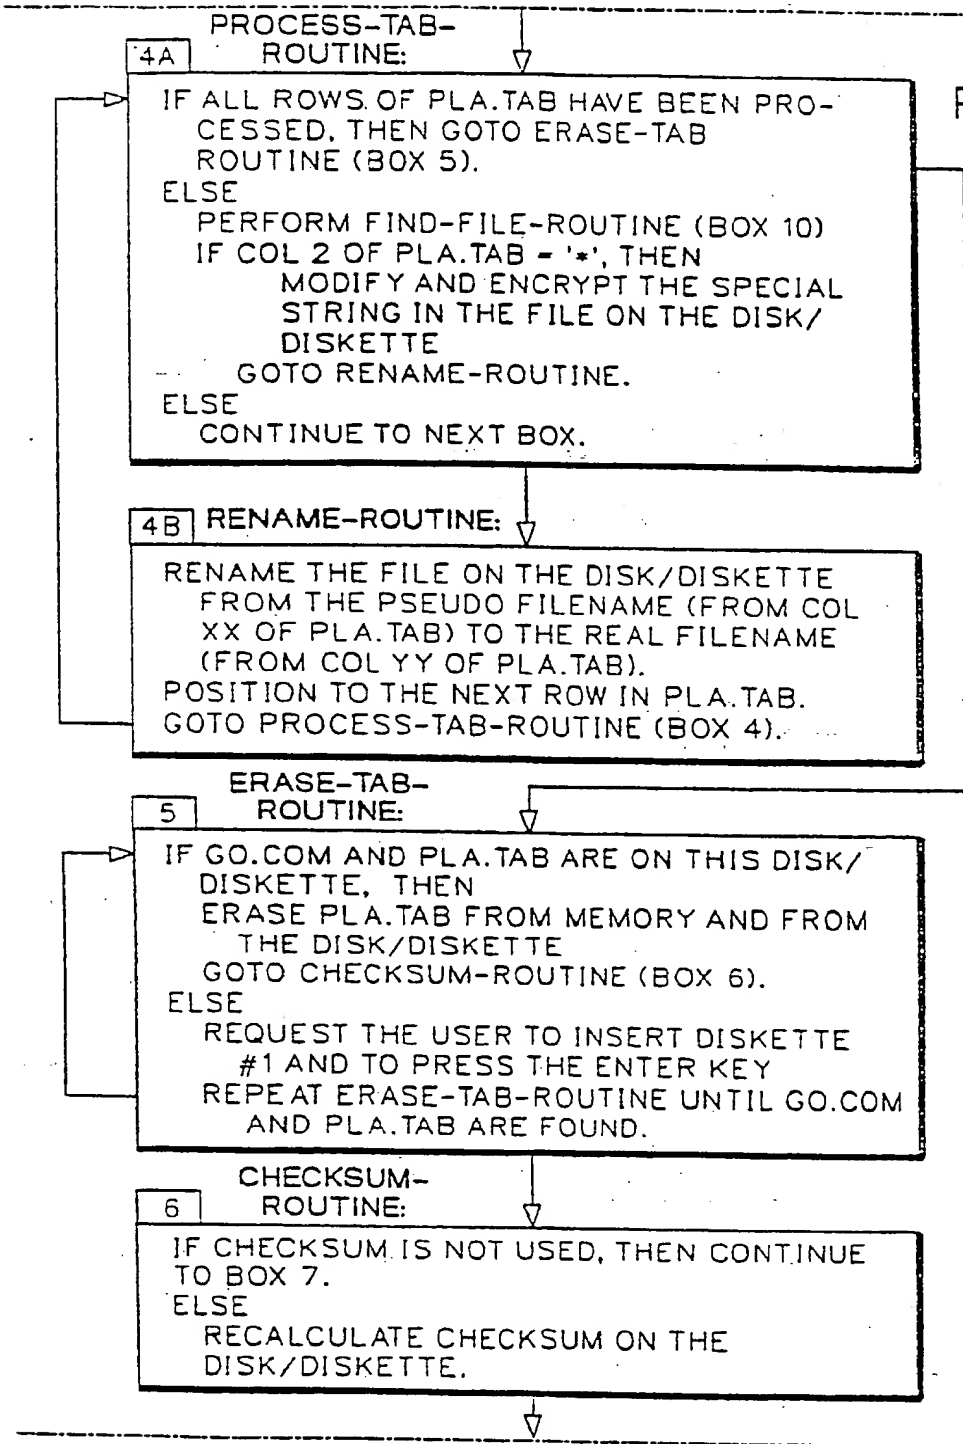 PROCESS-TAB-
ROUTINE:
4A
IF ALL ROWS OF PLA.TAB HAVE BEEN PRO-
CESSED, THEN GOTO ERASE-TAB
ROUTINE (BOX 5).
ELSE
PERFORM FIND-FILE-ROUTINE (BOX 10)
IF COL 2 OF PLA.TAB = '*', THEN
MODIFY AND ENCRYPT THE SPECIAL
STRING IN THE FILE ON THE DISK/
DISKETTE
GOTO RENAME-ROUTINE.
ELSE
CONTINUE TO NEXT BOX.
4B RENAME-ROUTINE:
RENAME THE FILE ON THE DISK/DISKETTE
FROM THE PSEUDO FILENAME (FROM COL
XX OF PLA.TAB) TO THE REAL FILENAME
(FROM COL YY OF PLA.TAB).
POSITION TO THE NEXT ROW IN PLA.TAB.
GOTO PROCESS-TAB-ROUTINE (BOX 4).
ERASE-TAB-
ROUTINE:
5
IF GO.COM AND PLA.TAB ARE ON THIS DISK/
DISKETTE, THEN
ERASE PLA.TAB FROM MEMORY AND FROM
THE DISK/DISKETTE
GOTO CHECKSUM-ROUTINE (BOX 6).
ELSE
REQUEST THE USER TO INSERT DISKETTE
#1 AND TO PRESS THE ENTER KEY
REPEAT ERASE-TAB-ROUTINE UNTIL GO.COM
AND PLA.TAB ARE FOUND.
CHECKSUM-
ROUTINE:
6
IF CHECKSUM IS NOT USED, THEN CONTINUE
TO BOX 7.
ELSE
RECALCULATE CHECKSUM ON THE
DISK/DISKETTE.